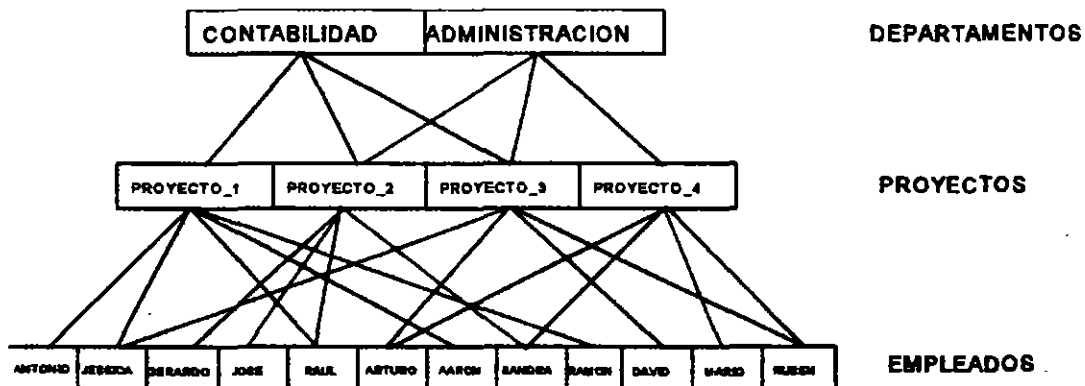 CONTABILIDAD ADMINISTRACION DEPARTAMENTOS
PROYECTO_1 PROYECTO_2 PROYECTO_3 PROYECTO_4 PROYECTOS
ANTONIO JESSICA GERARDO JOSE RAUL ARTURO AARON SANDRA RAMON DAVID MARIO RUBEN EMPLEADOS